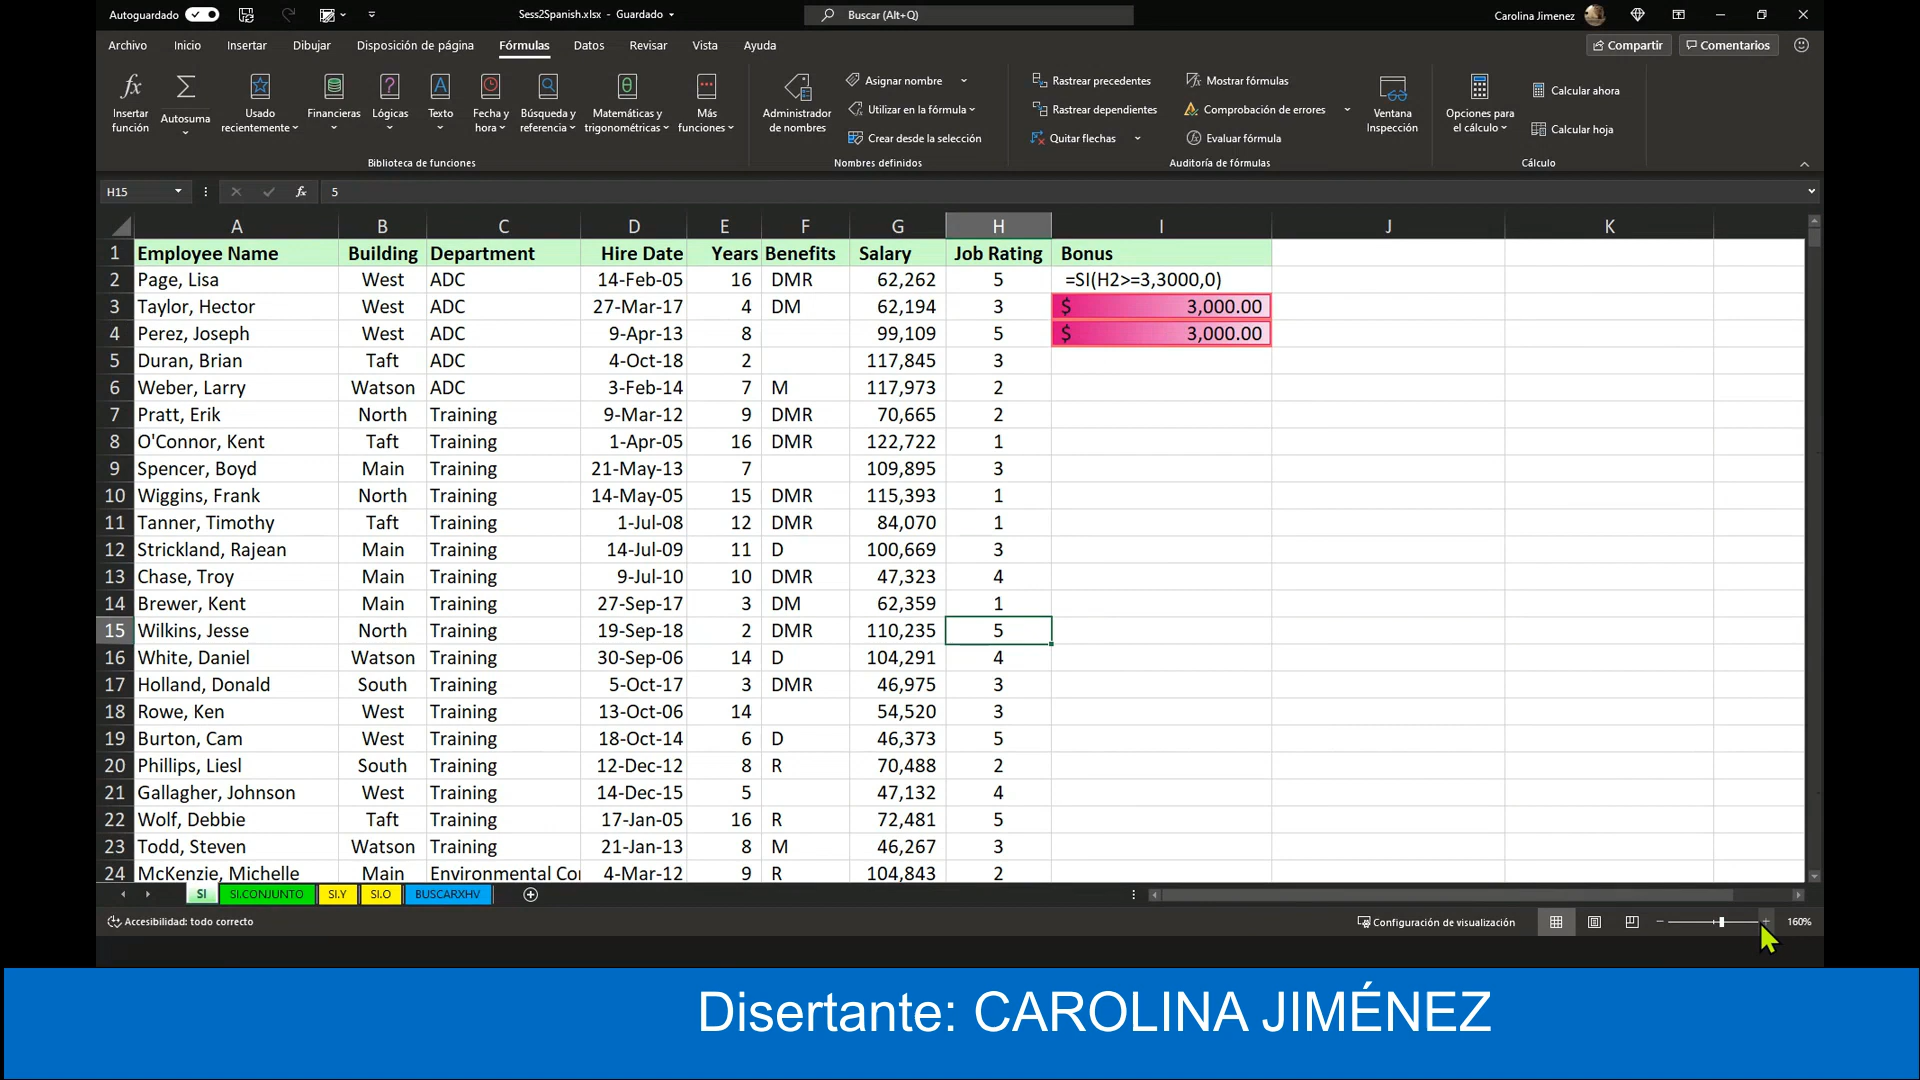 Autoguardado Sess2Spanish.xlsx - Guardado Buscar (Alt+Q) Carolina Jimenez
Archivo Inicio Insertar Dibujar Disposición de página Fórmulas Datos Revisar Vista Ayuda Compartir Comentarios
Insertar función
Autosuma
Usado recientemente
Financieras
Lógicas
Texto
Fecha y hora
Búsqueda y referencia
Matemáticas y trigonométricas
Más funciones
Biblioteca de funciones
Administrador de nombres
Asignar nombre
Utilizar en la fórmula
Crear desde la selección
Nombres definidos
Rastrear precedentes
Rastrear dependientes
Quitar flechas
Mostrar fórmulas
Comprobación de errores
Evaluar fórmula
Auditoría de fórmulas
Ventana Inspección
Opciones para el cálculo
Calcular ahora
Calcular hoja
Cálculo
H15 fx 5
A B C D E F G H I J K
1 Employee Name Building Department Hire Date Years Benefits Salary Job Rating Bonus
2 Page, Lisa West ADC 14-Feb-05 16 DMR 62,262 5 =SI(H2>=3,3000,0)
3 Taylor, Hector West ADC 27-Mar-17 4 DM 62,194 3 $ 3,000.00
4 Perez, Joseph West ADC 9-Apr-13 8 99,109 5 $ 3,000.00
5 Duran, Brian Taft ADC 4-Oct-18 2 117,845 3
6 Weber, Larry Watson ADC 3-Feb-14 7 M 117,973 2
7 Pratt, Erik North Training 9-Mar-12 9 DMR 70,665 2
8 O'Connor, Kent Taft Training 1-Apr-05 16 DMR 122,722 1
9 Spencer, Boyd Main Training 21-May-13 7 109,895 3
10 Wiggins, Frank North Training 14-May-05 15 DMR 115,393 1
11 Tanner, Timothy Taft Training 1-Jul-08 12 DMR 84,070 1
12 Strickland, Rajean Main Training 14-Jul-09 11 D 100,669 3
13 Chase, Troy Main Training 9-Jul-10 10 DMR 47,323 4
14 Brewer, Kent Main Training 27-Sep-17 3 DM 62,359 1
15 Wilkins, Jesse North Training 19-Sep-18 2 DMR 110,235 5
16 White, Daniel Watson Training 30-Sep-06 14 D 104,291 4
17 Holland, Donald South Training 5-Oct-17 3 DMR 46,975 3
18 Rowe, Ken West Training 13-Oct-06 14 54,520 3
19 Burton, Cam West Training 18-Oct-14 6 D 46,373 5
20 Phillips, Liesl South Training 12-Dec-12 8 R 70,488 2
21 Gallagher, Johnson West Training 14-Dec-15 5 47,132 4
22 Wolf, Debbie Taft Training 17-Jan-05 16 R 72,481 5
23 Todd, Steven Watson Training 21-Jan-13 8 M 46,267 3
24 McKenzie, Michelle Main Environmental Co 4-Mar-12 9 R 104,843 2
SI SI.CONJUNTO SI.Y SI.O BUSCARXHV
Accesibilidad: todo correcto Configuración de visualización 160%
Disertante: CAROLINA JIMÉNEZ